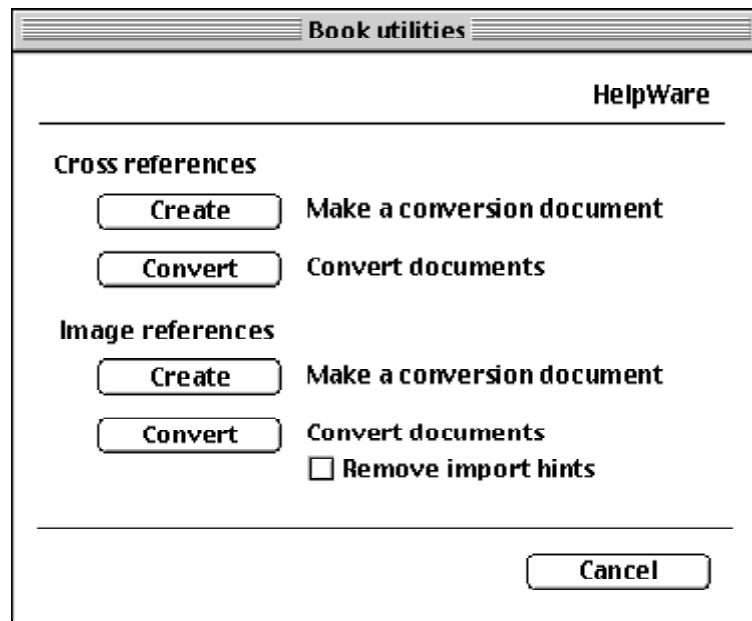 Book utilities
HelpWare
Cross references
Create Make a conversion document
Convert Convert documents
Image references
Create Make a conversion document
Convert Convert documents
Remove import hints
Cancel